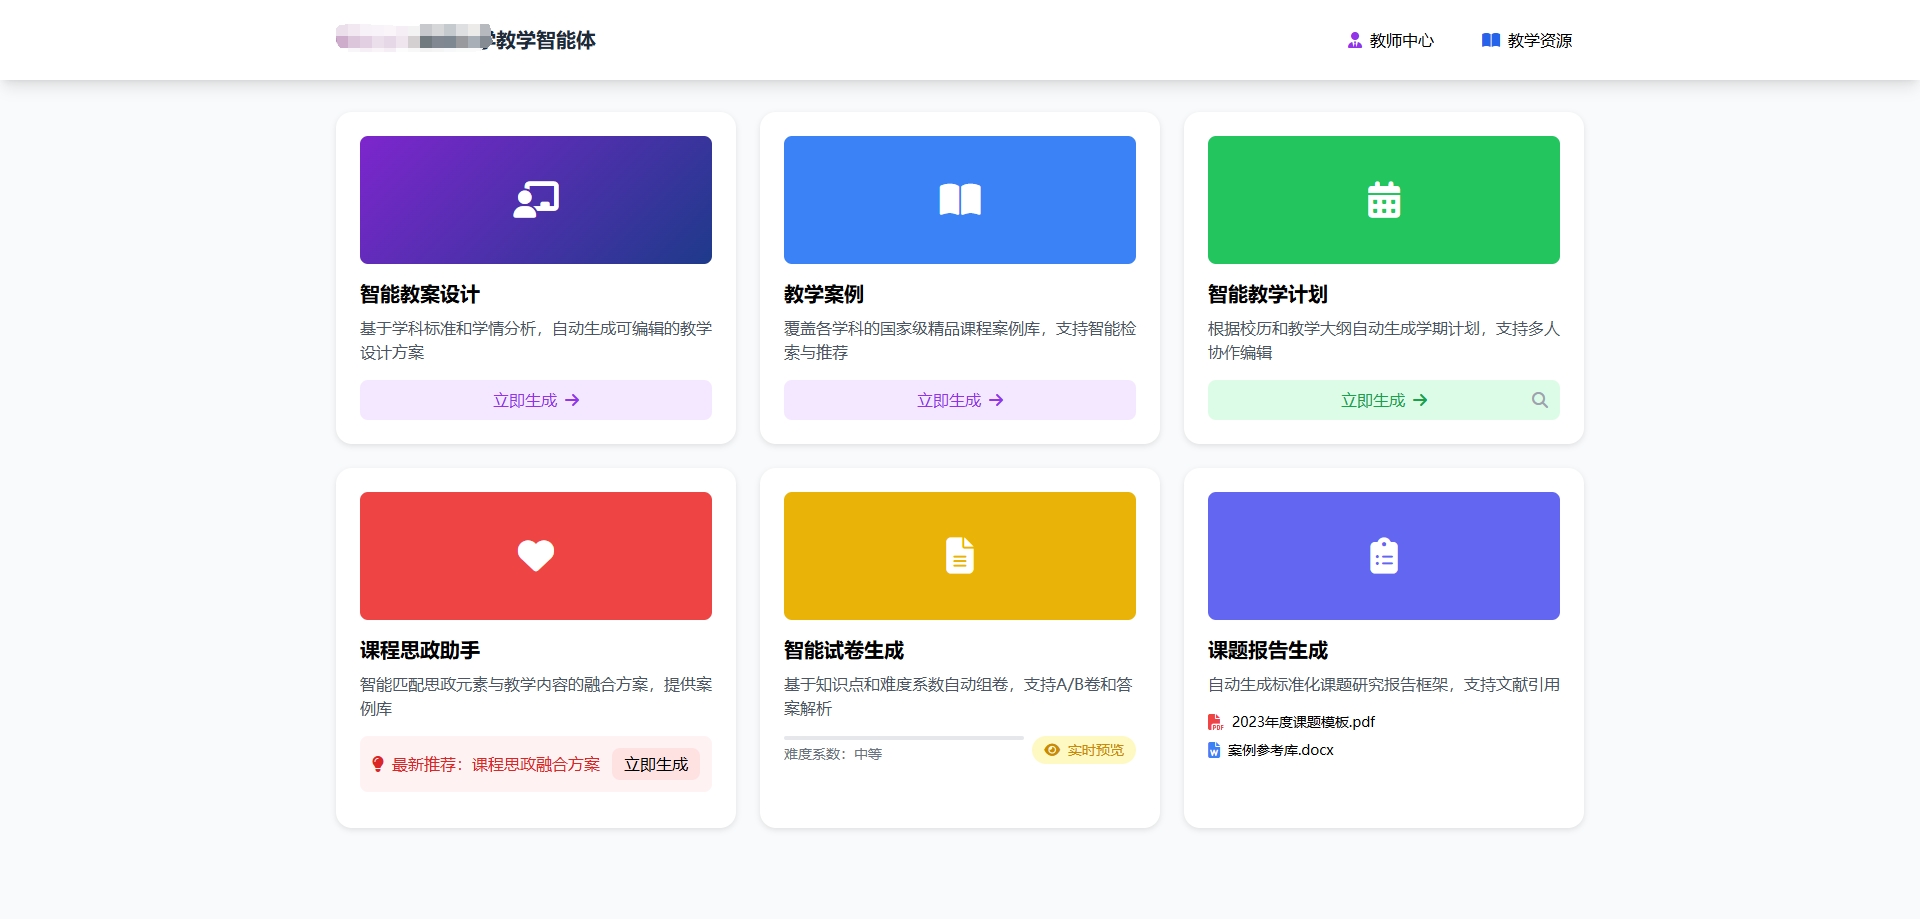 教学智能体
教师中心
教学资源
智能教案设计
基于学科标准和学情分析，自动生成可编辑的教学
设计方案
立即生成
教学案例
覆盖各学科的国家级精品课程案例库，支持智能检
索与推荐
立即生成
智能教学计划
根据校历和教学大纲自动生成学期计划，支持多人
协作编辑
立即生成
课程思政助手
智能匹配思政元素与教学内容的融合方案，提供案
例库
最新推荐：课程思政融合方案
立即生成
智能试卷生成
基于知识点和难度系数自动组卷，支持A/B卷和答
案解析
难度系数：中等
实时预览
课题报告生成
自动生成标准化课题研究报告框架，支持文献引用
PDF
2023年度课题模板.pdf
W
案例参考库.docx